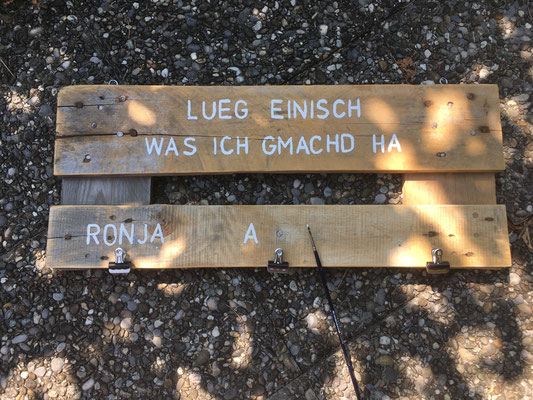 LUEG EINISCH
WAS ICH GMACHD HA
RONJA A